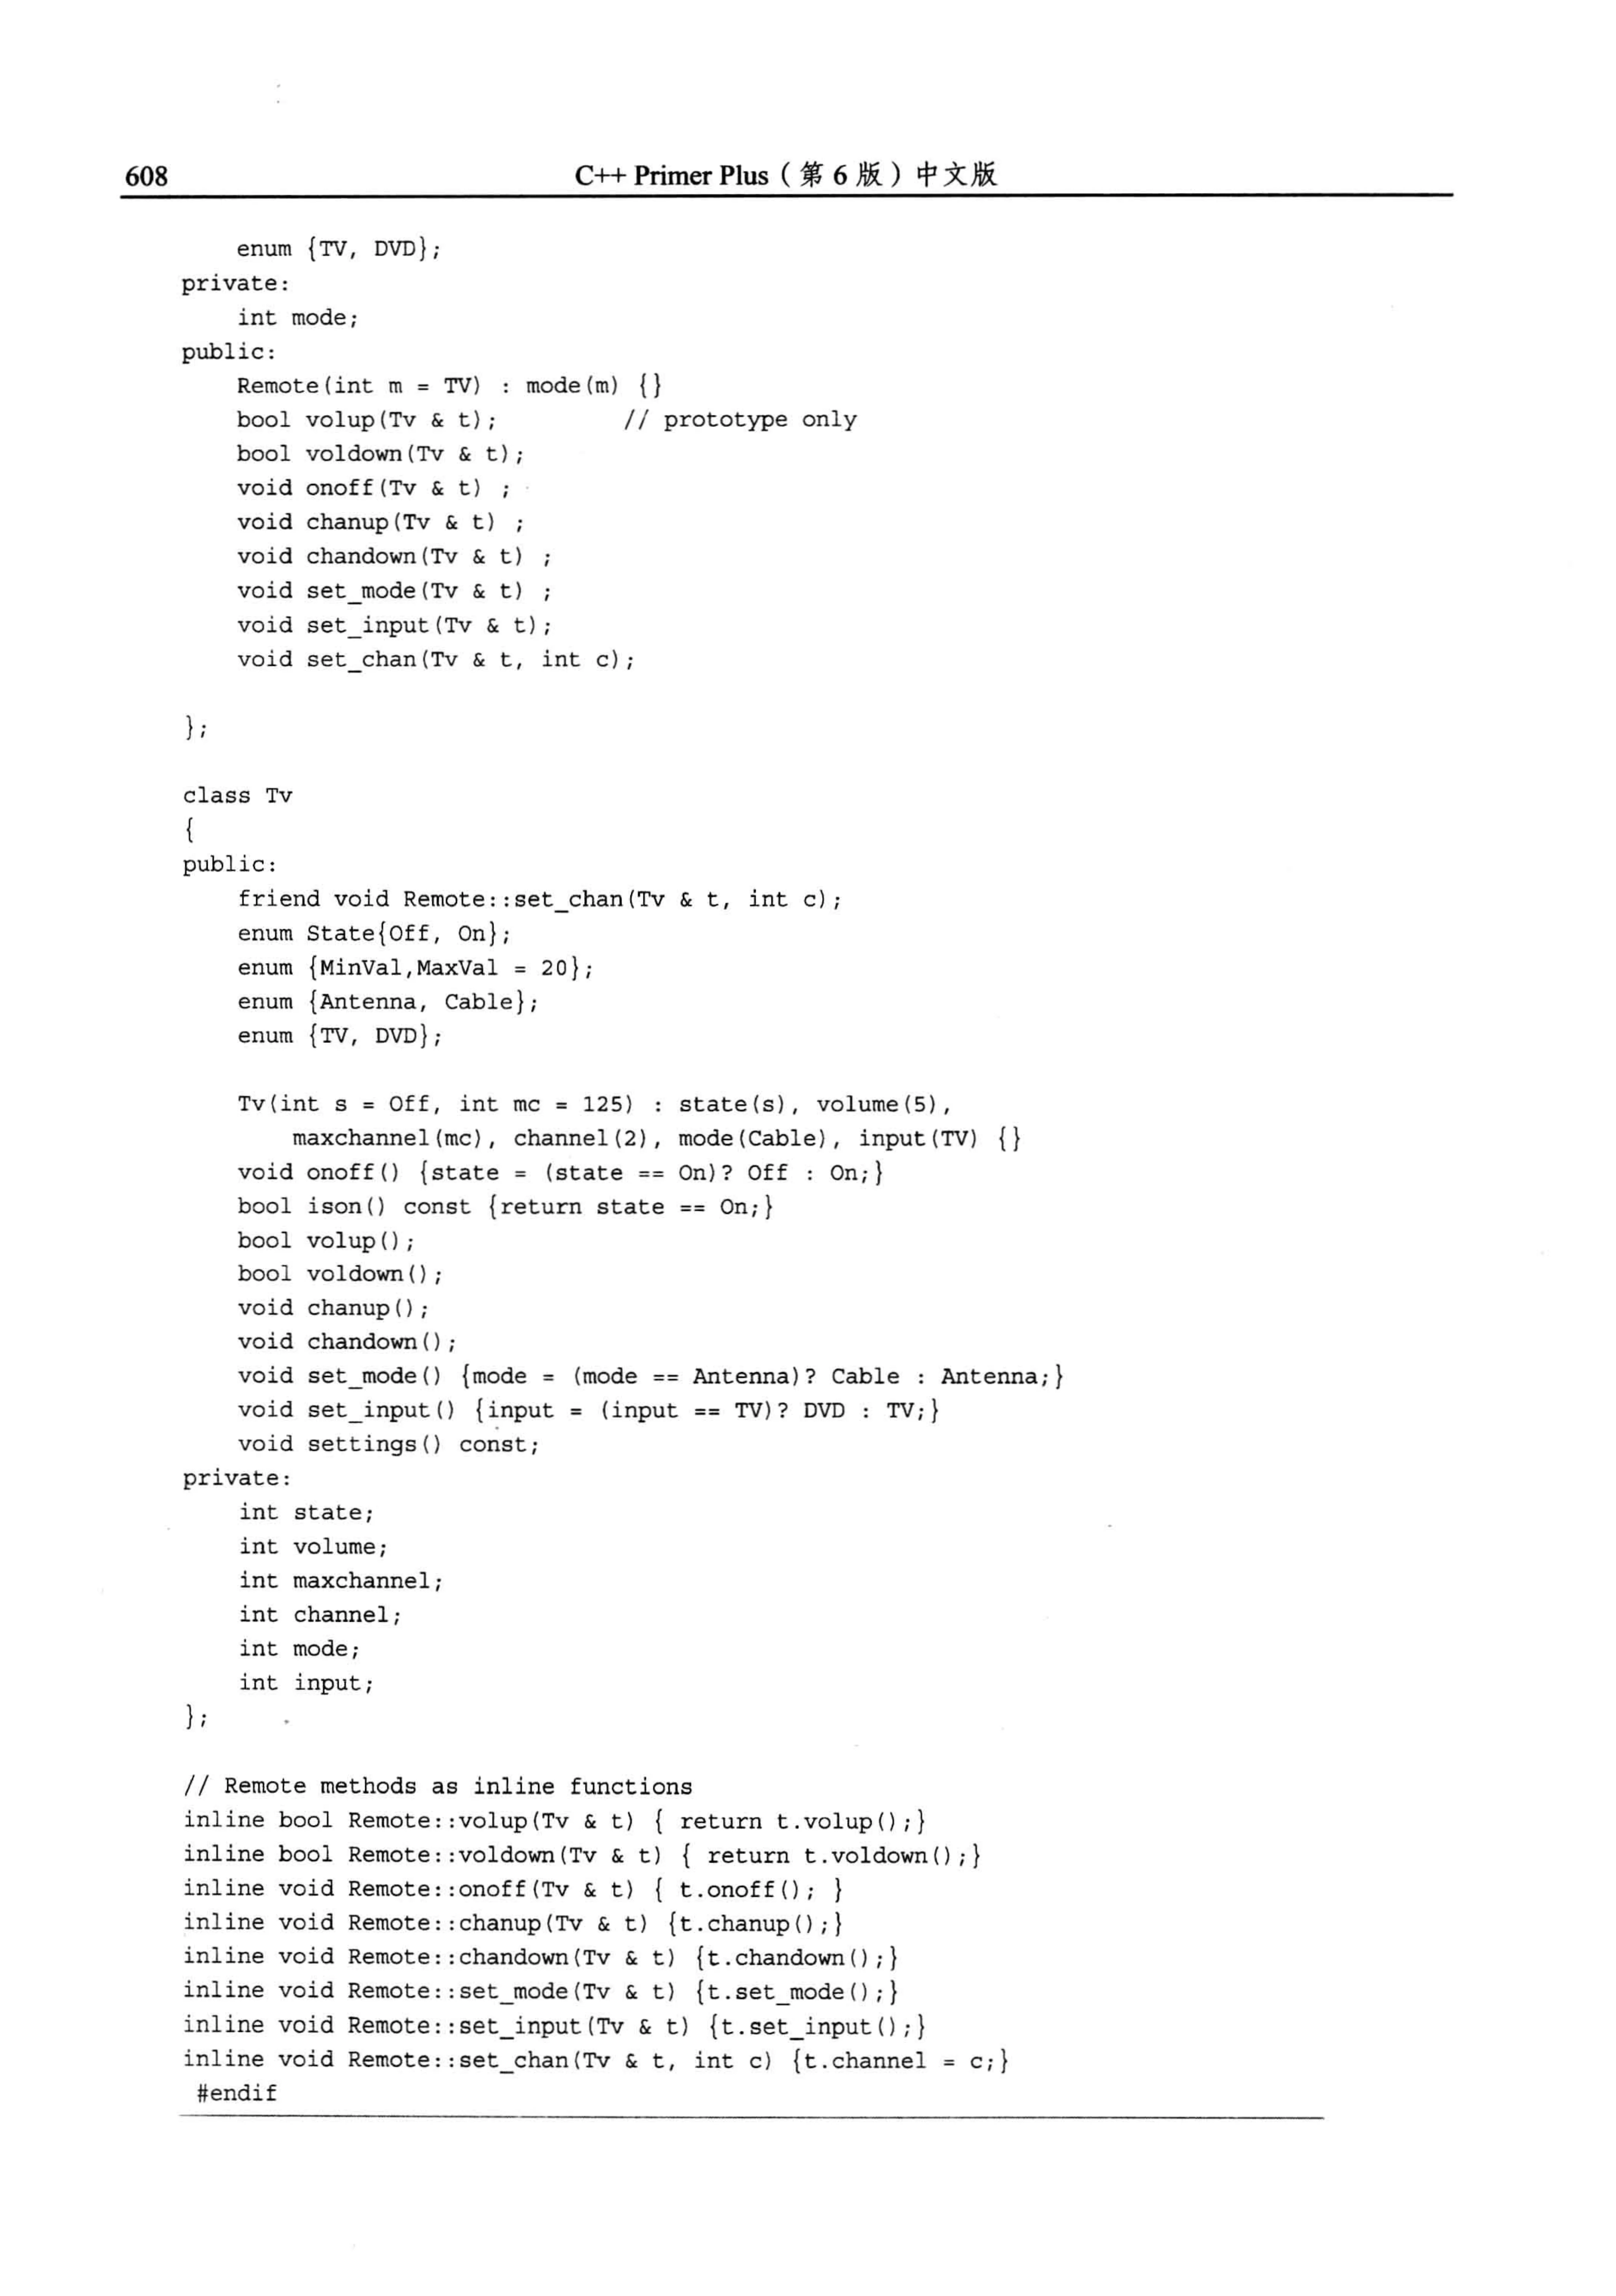 608
C++ Primer Plus（第 6 版）中文版
enum {TV, DVD};
private:
int mode;
public:
Remote(int m = TV) : mode(m) {}
bool volup(Tv & t); // prototype only
bool voldown(Tv & t);
void onoff(Tv & t) ;
void chanup(Tv & t) ;
void chandown(Tv & t) ;
void set_mode(Tv & t) ;
void set_input(Tv & t);
void set_chan(Tv & t, int c);
};
class Tv
{
public:
friend void Remote::set_chan(Tv & t, int c);
enum State{Off, On};
enum {MinVal,MaxVal = 20};
enum {Antenna, Cable};
enum {TV, DVD};
Tv(int s = Off, int mc = 125) : state(s), volume(5),
maxchannel(mc), channel(2), mode(Cable), input(TV) {}
void onoff() {state = (state == On)? Off : On;}
bool ison() const {return state == On;}
bool volup();
bool voldown();
void chanup();
void chandown();
void set_mode() {mode = (mode == Antenna)? Cable : Antenna;}
void set_input() {input = (input == TV)? DVD : TV;}
void settings() const;
private:
int state;
int volume;
int maxchannel;
int channel;
int mode;
int input;
};
// Remote methods as inline functions
inline bool Remote::volup(Tv & t) { return t.volup();}
inline bool Remote::voldown(Tv & t) { return t.voldown();}
inline void Remote::onoff(Tv & t) { t.onoff(); }
inline void Remote::chanup(Tv & t) {t.chanup();}
inline void Remote::chandown(Tv & t) {t.chandown();}
inline void Remote::set_mode(Tv & t) {t.set_mode();}
inline void Remote::set_input(Tv & t) {t.set_input();}
inline void Remote::set_chan(Tv & t, int c) {t.channel = c;}
#endif